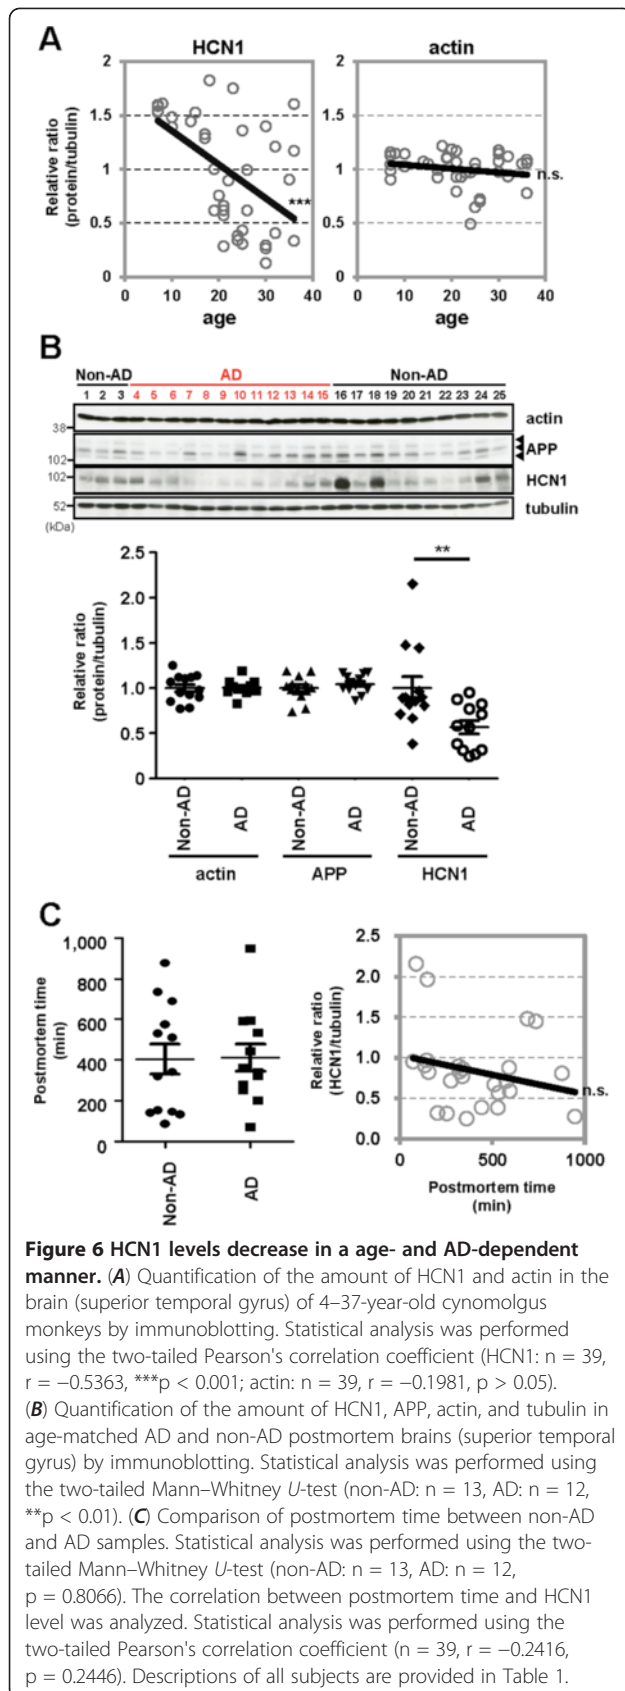 A
HCN1
actin
Relative ratio
(protein/tubulin)
2
1.5
1
0.5
0
***
0 10 20 30 40
age
2
1.5
1
0.5
0
n.s.
0 10 20 30 40
age
B
Non-AD AD Non-AD
1 2 3 4 5 6 7 8 9 10 11 12 13 14 15 16 17 18 19 20 21 22 23 24 25
38
actin
102
APP
102
HCN1
52
tubulin
(kDa)
Relative ratio
(protein/tubulin)
2.5
2.0
1.5
1.0
0.5
0
**
Non-AD AD Non-AD AD Non-AD AD
actin APP HCN1
C
Postmortem time
(min)
1,000
800
600
400
200
0
Non-AD AD
Relative ratio
(HCN1/tubulin)
2.5
2.0
1.5
1.0
0.5
0.0
n.s.
0 500 1000
Postmortem time
(min)
Figure 6 HCN1 levels decrease in a age- and AD-dependent
manner. (A) Quantification of the amount of HCN1 and actin in the
brain (superior temporal gyrus) of 4–37-year-old cynomolgus
monkeys by immunoblotting. Statistical analysis was performed
using the two-tailed Pearson's correlation coefficient (HCN1: n = 39,
r = −0.5363, ***p < 0.001; actin: n = 39, r = −0.1981, p > 0.05).
(B) Quantification of the amount of HCN1, APP, actin, and tubulin in
age-matched AD and non-AD postmortem brains (superior temporal
gyrus) by immunoblotting. Statistical analysis was performed using
the two-tailed Mann–Whitney U-test (non-AD: n = 13, AD: n = 12,
**p < 0.01). (C) Comparison of postmortem time between non-AD
and AD samples. Statistical analysis was performed using the two-
tailed Mann–Whitney U-test (non-AD: n = 13, AD: n = 12,
p = 0.8066). The correlation between postmortem time and HCN1
level was analyzed. Statistical analysis was performed using the
two-tailed Pearson's correlation coefficient (n = 39, r = −0.2416,
p = 0.2446). Descriptions of all subjects are provided in Table 1.